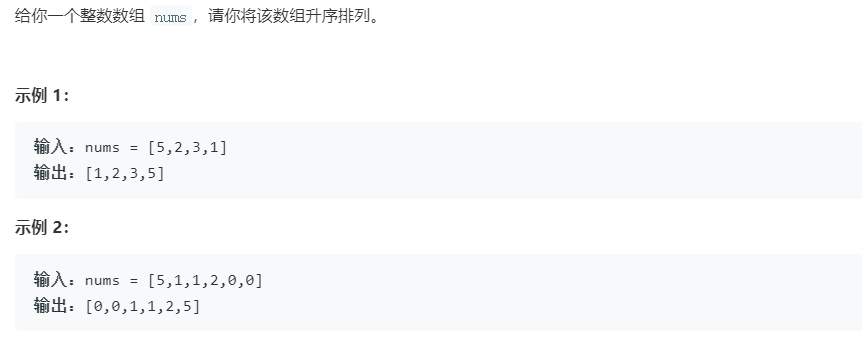 给你一个整数数组 nums，请你将该数组升序排列。
示例 1：
输入：nums = [5,2,3,1]
输出：[1,2,3,5]
示例 2：
输入：nums = [5,1,1,2,0,0]
输出：[0,0,1,1,2,5]